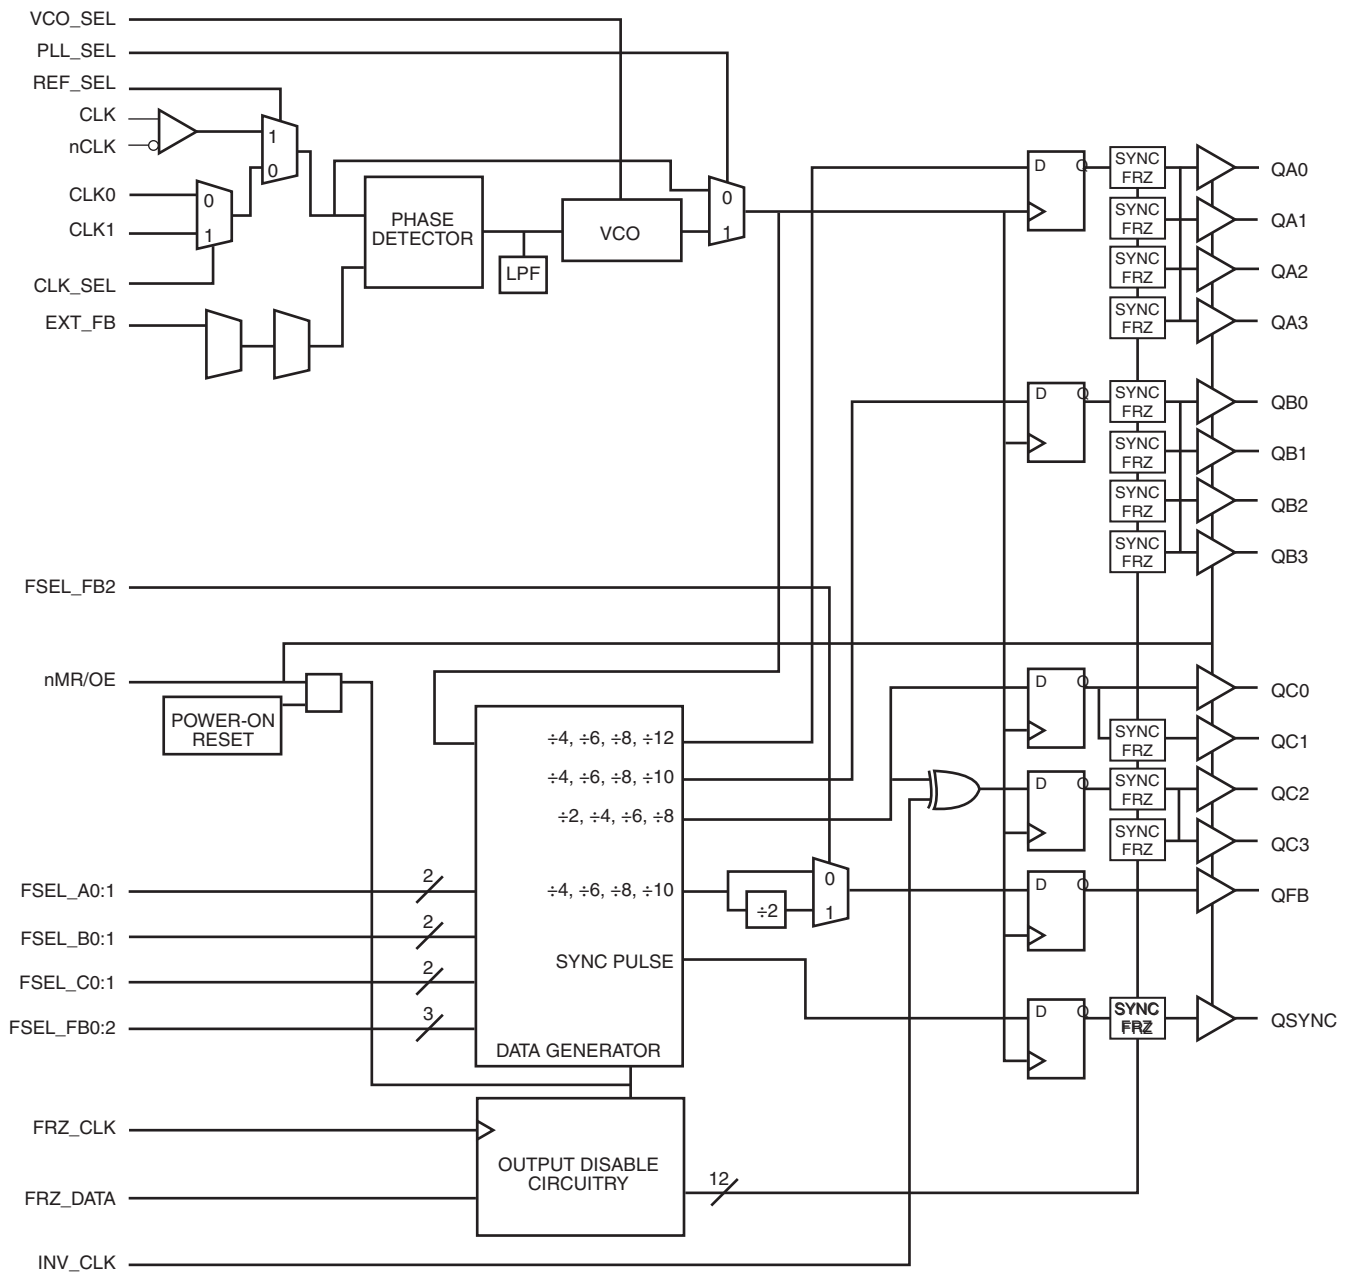 VCO_SEL
PLL_SEL
REF_SEL
CLK
nCLK
1
0
CLK0
CLK1
0
1
CLK_SEL
EXT_FB
PHASE
DETECTOR
LPF
VCO
0
1
D Q
SYNC
FRZ
QA0
SYNC
FRZ
QA1
SYNC
FRZ
QA2
SYNC
FRZ
QA3
D Q
SYNC
FRZ
QB0
SYNC
FRZ
QB1
SYNC
FRZ
QB2
SYNC
FRZ
QB3
FSEL_FB2
nMR/OE
POWER-ON
RESET
÷4, ÷6, ÷8, ÷12
÷4, ÷6, ÷8, ÷10
÷2, ÷4, ÷6, ÷8
÷4, ÷6, ÷8, ÷10
SYNC PULSE
DATA GENERATOR
÷2
0
1
D Q
QC0
SYNC
FRZ
QC1
D Q
SYNC
FRZ
QC2
SYNC
FRZ
QC3
D Q
QFB
D Q
SYNC
FRZ
QSYNC
FSEL_A0:1
2
FSEL_B0:1
2
FSEL_C0:1
2
FSEL_FB0:2
3
FRZ_CLK
FRZ_DATA
OUTPUT DISABLE
CIRCUITRY
12
INV_CLK